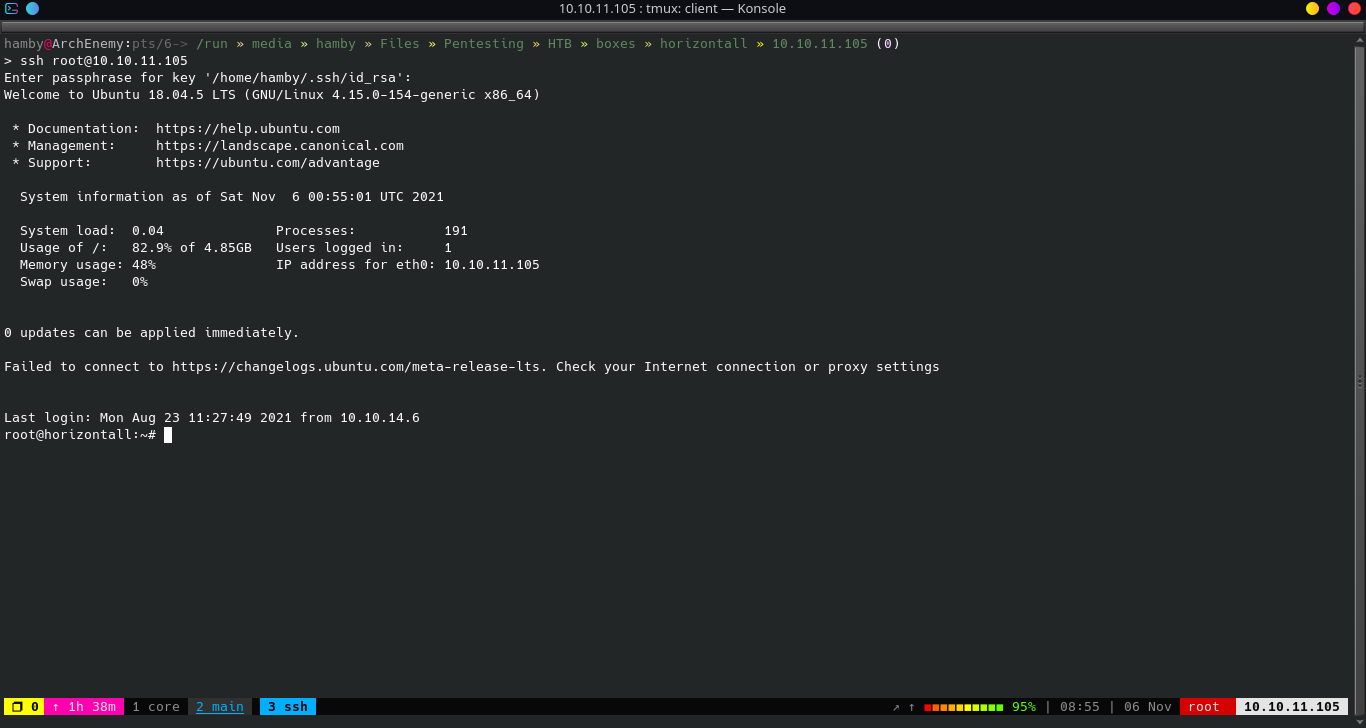 10.10.11.105 : tmux: client — Konsole
hamby@ArchEnemy:pts/6-> /run » media » hamby » Files » Pentesting » HTB » boxes » horizontall » 10.10.11.105 (0)
> ssh root@10.10.11.105
Enter passphrase for key '/home/hamby/.ssh/id_rsa':
Welcome to Ubuntu 18.04.5 LTS (GNU/Linux 4.15.0-154-generic x86_64)
* Documentation:  https://help.ubuntu.com
* Management:     https://landscape.canonical.com
* Support:        https://ubuntu.com/advantage
System information as of Sat Nov  6 00:55:01 UTC 2021
System load:  0.04              Processes:             191
Usage of /:   82.9% of 4.85GB   Users logged in:     1
Memory usage: 48%               IP address for eth0: 10.10.11.105
Swap usage:   0%
0 updates can be applied immediately.
Failed to connect to https://changelogs.ubuntu.com/meta-release-lts. Check your Internet connection or proxy settings
Last login: Mon Aug 23 11:27:49 2021 from 10.10.14.6
root@horizontall:~#
❐ 0 ↑ 1h 38m 1 core 2 main 3 ssh ↗ ↑ ■■■■■■■■■■ 95% | 08:55 | 06 Nov root 10.10.11.105